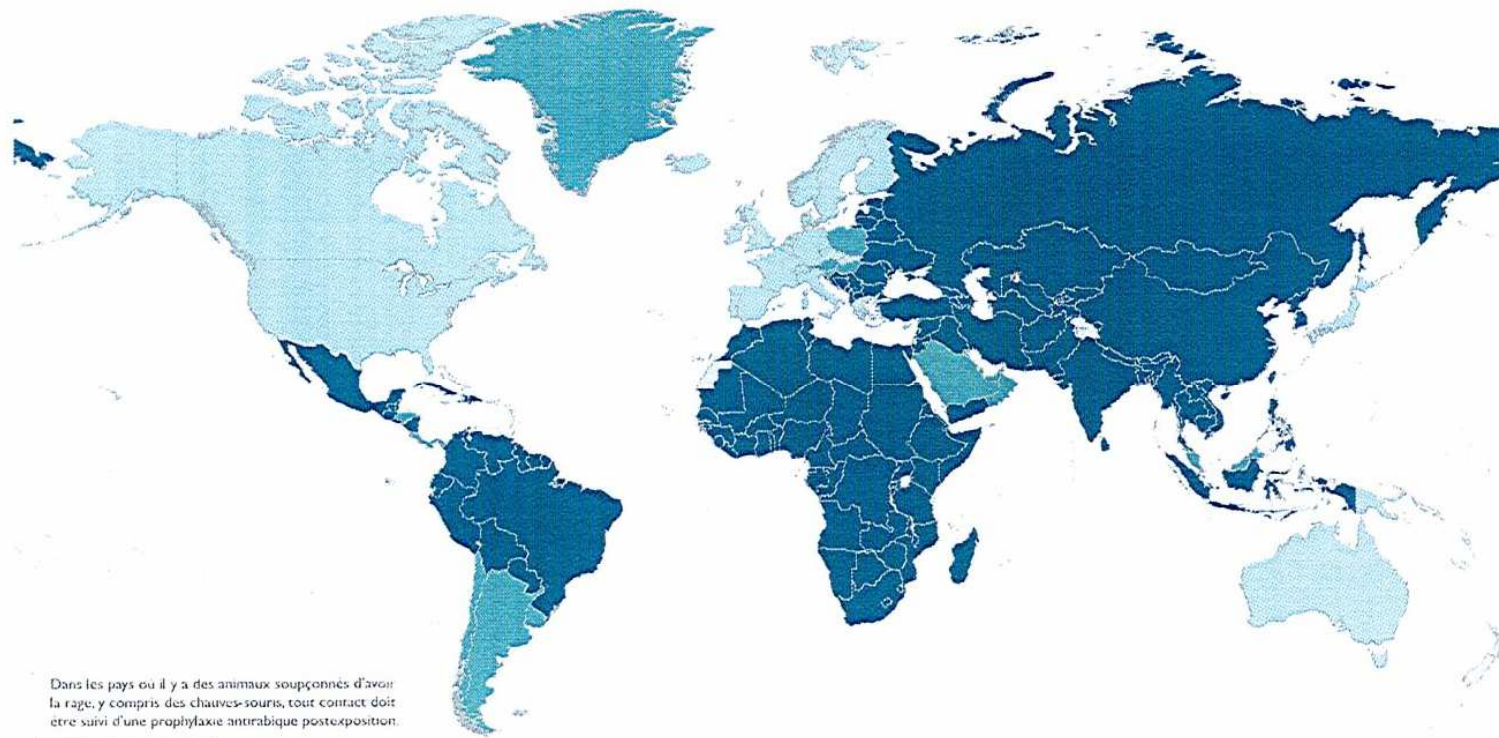 Dans les pays où il y a des animaux soupçonnés d'avoir
la rage, y compris des chauves-souris, tout contact doit
être suivi d'une prophylaxie antirabique postexposition.